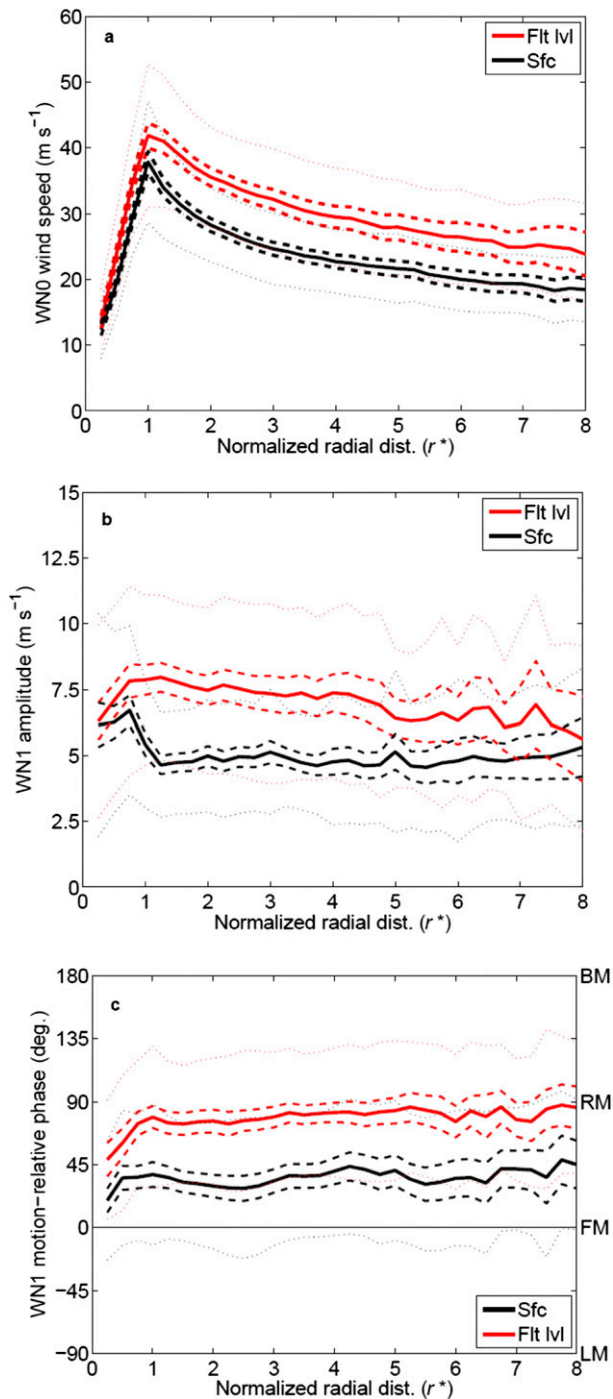 a
Flt lvl
Sfc
60
50
40
30
20
10
0
WN0 wind speed (m s⁻¹)
0 1 2 3 4 5 6 7 8
Normalized radial dist. (r*)
b
Flt lvl
Sfc
15
12.5
10
7.5
5
2.5
0
WN1 amplitude (m s⁻¹)
0 1 2 3 4 5 6 7 8
Normalized radial dist. (r*)
c
180 BM
135
90 RM
45
0 FM
−45
−90 LM
WN1 motion−relative phase (deg.)
Sfc
Flt lvl
0 1 2 3 4 5 6 7 8
Normalized radial dist. (r*)